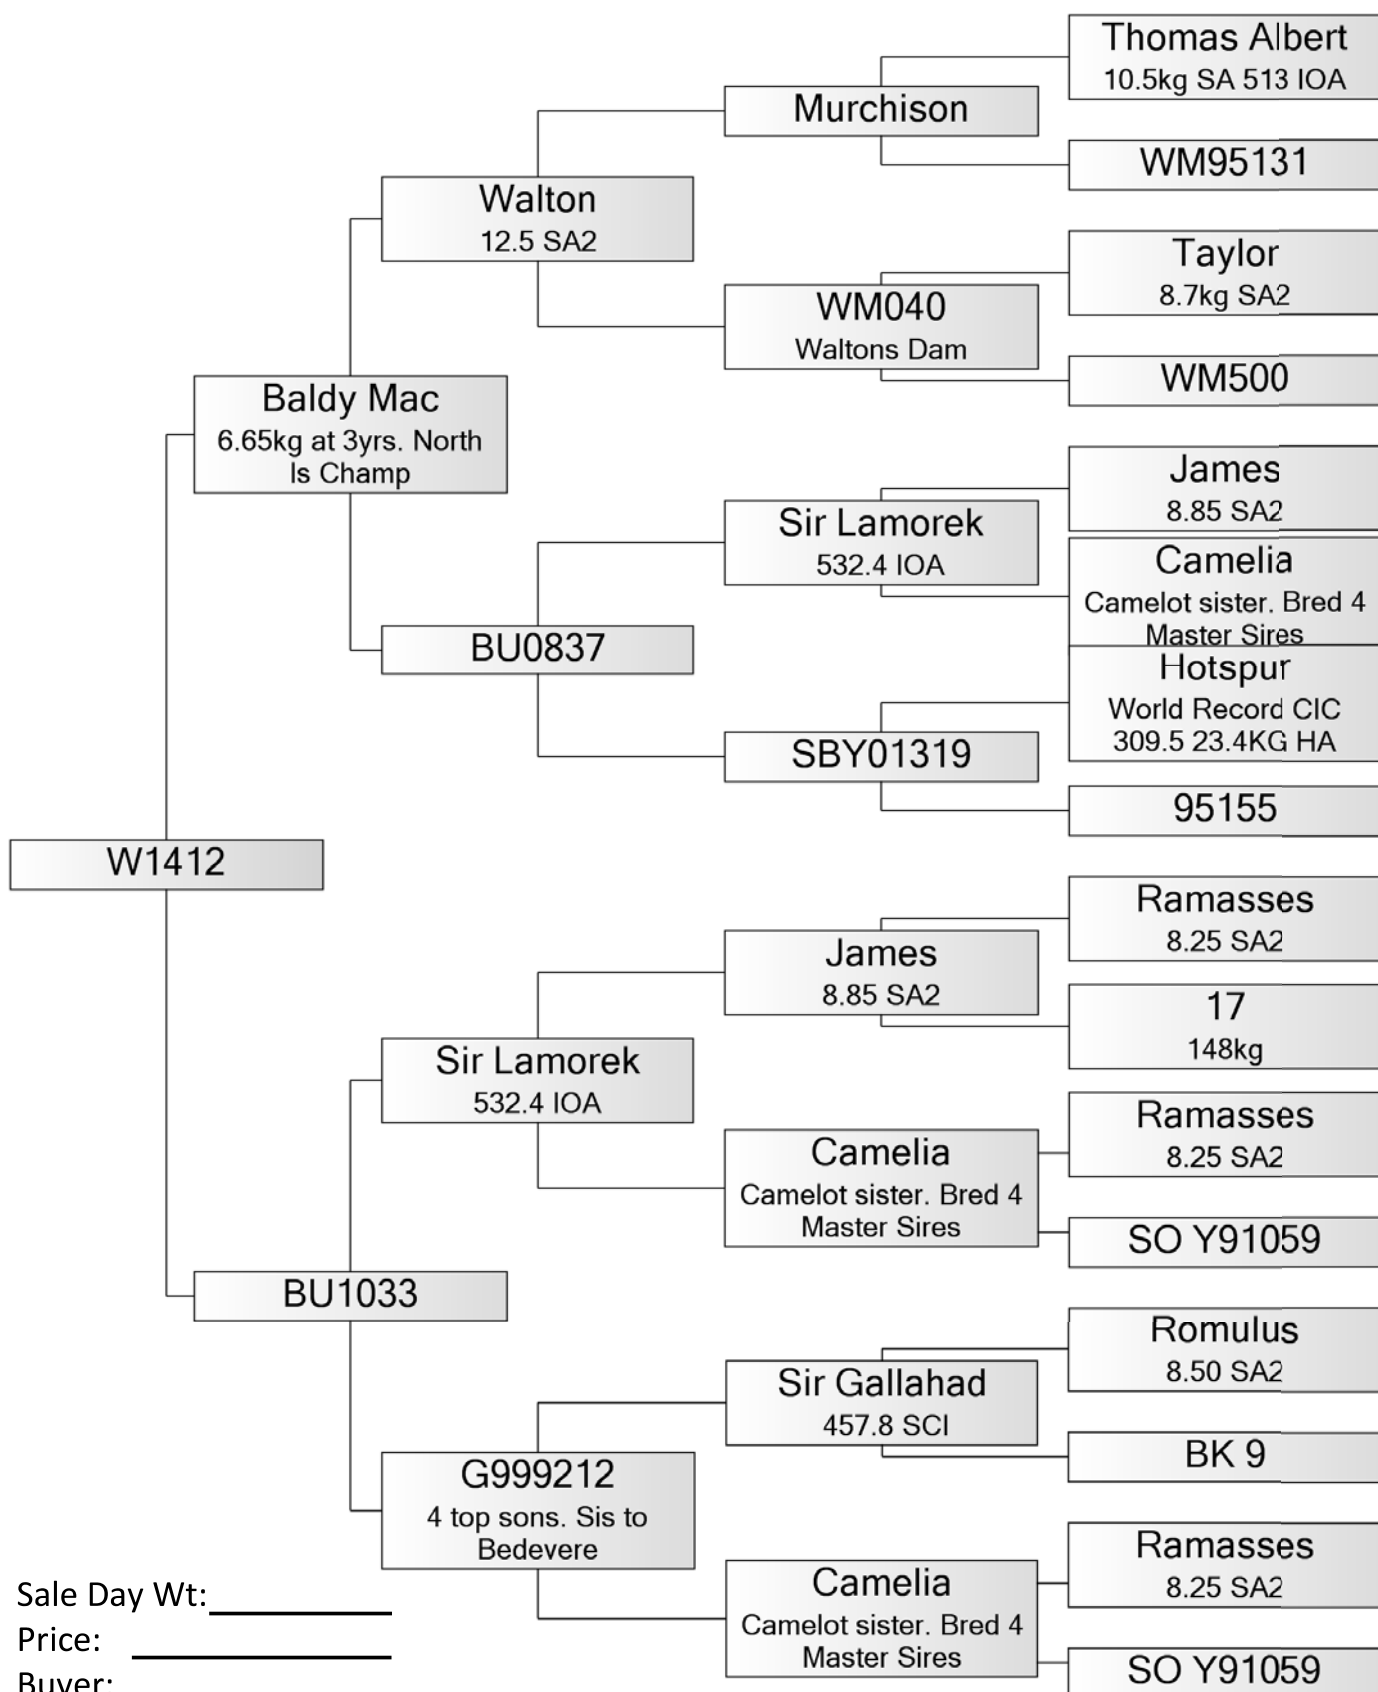 Thomas Albert
10.5kg SA 513 IOA
Murchison
WM95131
Walton
12.5 SA2
Taylor
8.7kg SA2
WM040
Waltons Dam
WM500
Baldy Mac
6.65kg at 3yrs. North
Is Champ
James
8.85 SA2
Sir Lamorek
532.4 IOA
Camelia
Camelot sister. Bred 4
Master Sires
BU0837
Hotspur
World Record CIC
309.5 23.4KG HA
SBY01319
95155
W1412
Ramasses
8.25 SA2
James
8.85 SA2
17
148kg
Sir Lamorek
532.4 IOA
Ramasses
8.25 SA2
Camelia
Camelot sister. Bred 4
Master Sires
SO Y91059
BU1033
Romulus
8.50 SA2
Sir Gallahad
457.8 SCI
BK 9
G999212
4 top sons. Sis to
Bedevere
Ramasses
8.25 SA2
Camelia
Camelot sister. Bred 4
Master Sires
SO Y91059
Sale Day Wt:
Price:
Buyer: